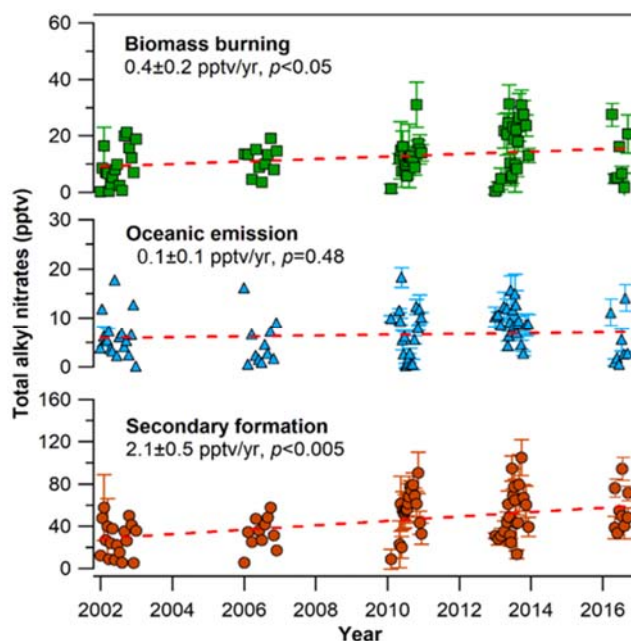 60
Biomass burning
0.4±0.2 pptv/yr, p<0.05
40
20
0
30
Oceanic emission
0.1±0.1 pptv/yr, p=0.48
20
10
0
160
Secondary formation
2.1±0.5 pptv/yr, p<0.005
120
80
40
0
Total alkyl nitrates (pptv)
2002 2004 2006 2008 2010 2012 2014 2016
Year